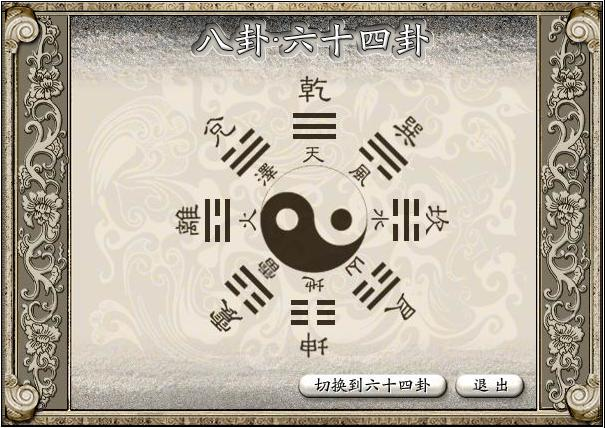 八卦·六十四卦
乾
天
兌
澤
巽
風
離
火
水
坎
震
雷
山
艮
地
坤
切换到六十四卦
退出